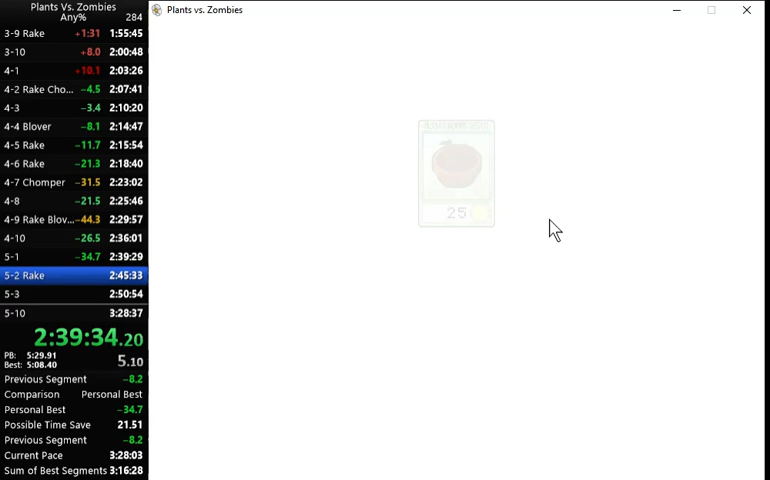 Plants Vs. Zombies
Any% 284
3-9 Rake +1:31 1:55:45
3-10 +8.0 2:00:48
4-1 +10.1 2:03:26
4-2 Rake Cho... −4.5 2:07:41
4-3 −3.4 2:10:20
4-4 Blover −8.1 2:14:47
4-5 Rake −11.7 2:15:54
4-6 Rake −21.3 2:18:40
4-7 Chomper −31.5 2:23:02
4-8 −21.5 2:25:46
4-9 Rake Blov... −44.3 2:29:57
4-10 −26.5 2:36:01
5-1 −34.7 2:39:29
5-2 Rake 2:45:33
5-3 2:50:54
5-10 3:28:37
2:39:34.20
PB: 5:29.91
Best: 5:08.40 5.10
Previous Segment −8.2
Comparison Personal Best
Personal Best −34.7
Possible Time Save 21.51
Previous Segment −8.2
Current Pace 3:28:03
Sum of Best Segments 3:16:28
Plants vs. Zombies
25